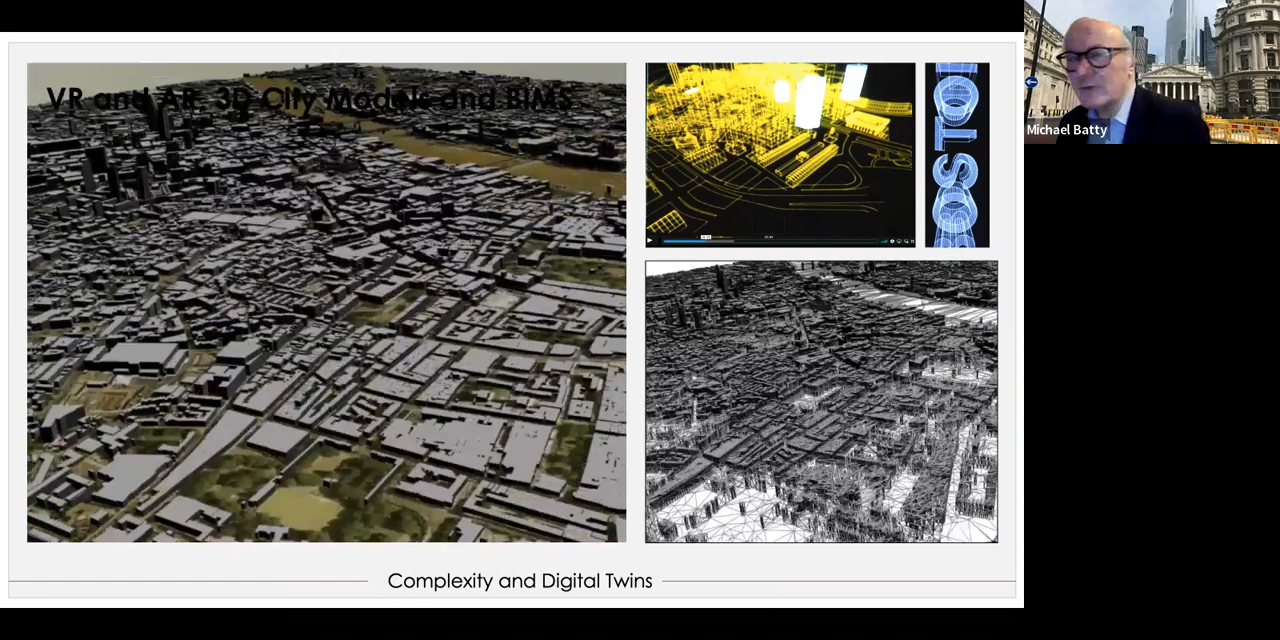 VR and AR, 3D City Models and BIMS
BOSTON
Complexity and Digital Twins
Michael Batty